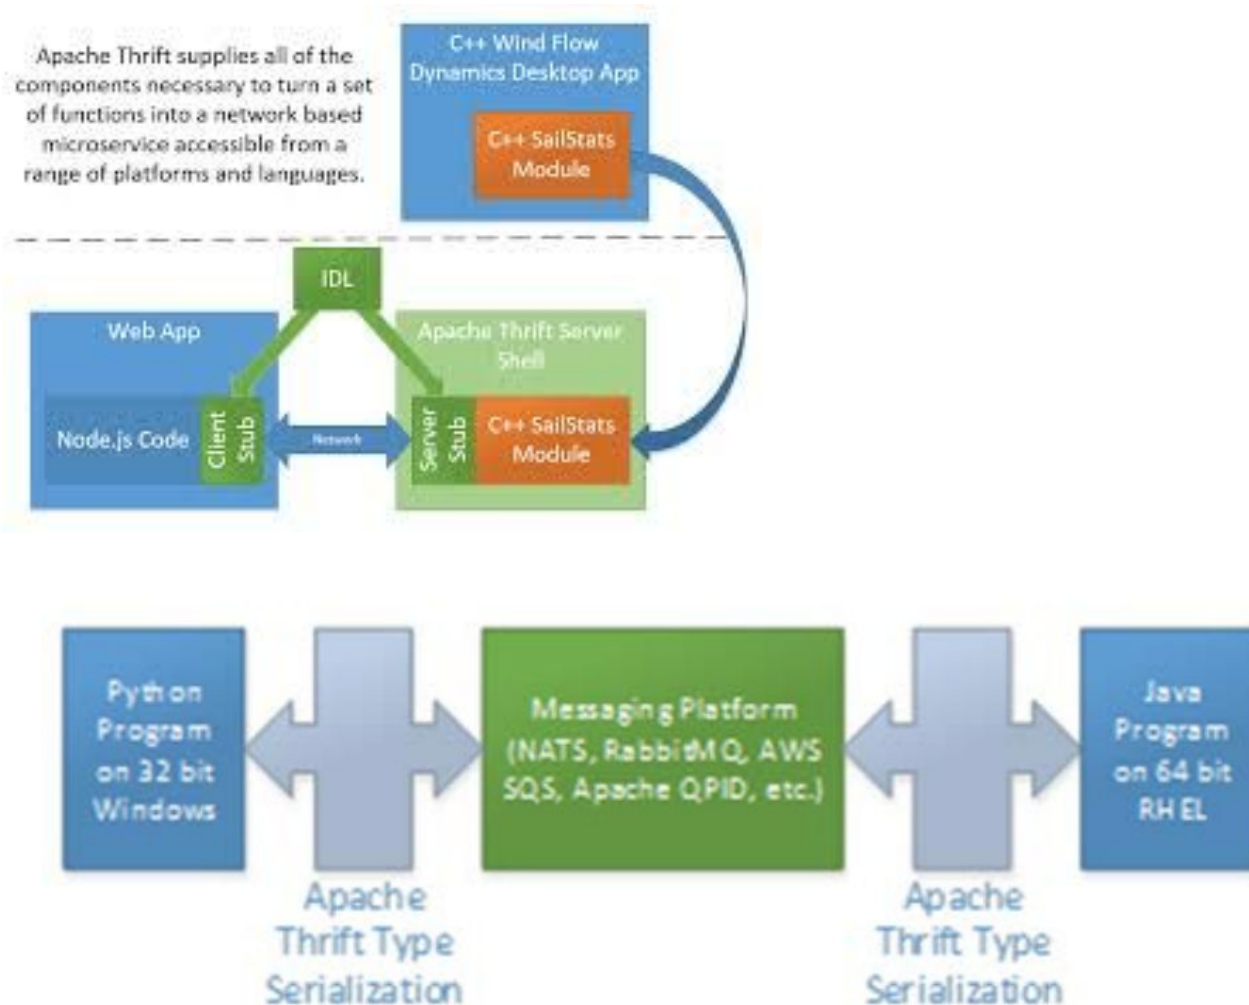 Apache Thrift supplies all of the
components necessary to turn a set
of functions into a network based
microservice accessible from a
range of platforms and languages.
C++ Wind Flow
Dynamics Desktop App
C++ SailStats
Module
IDL
Web App
Node.js Code
Client
Stub
Network
Apache Thrift Server
Shell
Server
Stub
C++ SailStats
Module
Python
Program
on 32 bit
Windows
Apache
Thrift Type
Serialization
Messaging Platform
(NATS, RabbitMQ, AWS
SQS, Apache QPID, etc.)
Apache
Thrift Type
Serialization
Java
Program
on 64 bit
RHEL